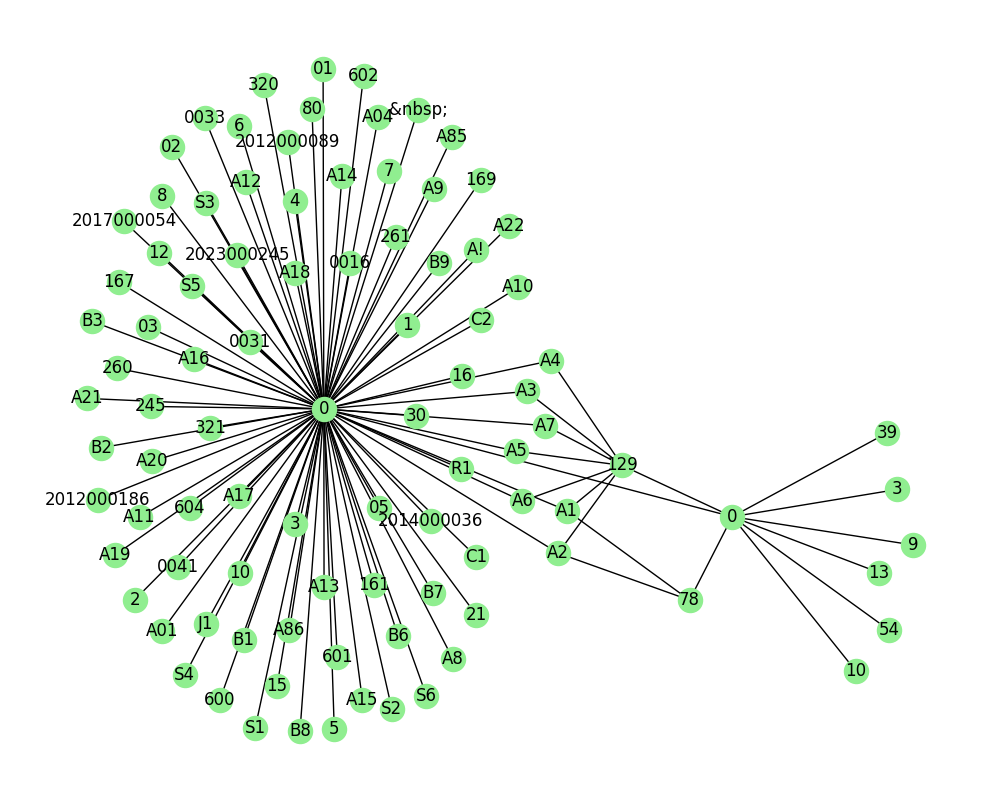 01
602
320
80
A04
&nbsp;
0033
6
2012000089
A85
02
A14
7
169
A12
A9
8
S3
4
2017000054
A22
261
12
2023000245
A18
0016
B9
A!
167
S5
A10
B3
03
0031
1
C2
A16
260
16
A4
A21
245
0
30
A3
321
A7
39
B2
A20
R1
A5
129
2012000186
A11
604
A17
05
2014000036
A6
A1
3
0
3
A19
0041
10
A13
161
C1
A2
9
13
2
B7
78
A01
J1
B1
A86
B6
21
54
S4
601
A8
10
600
15
A15
S2
S6
S1
B8
5